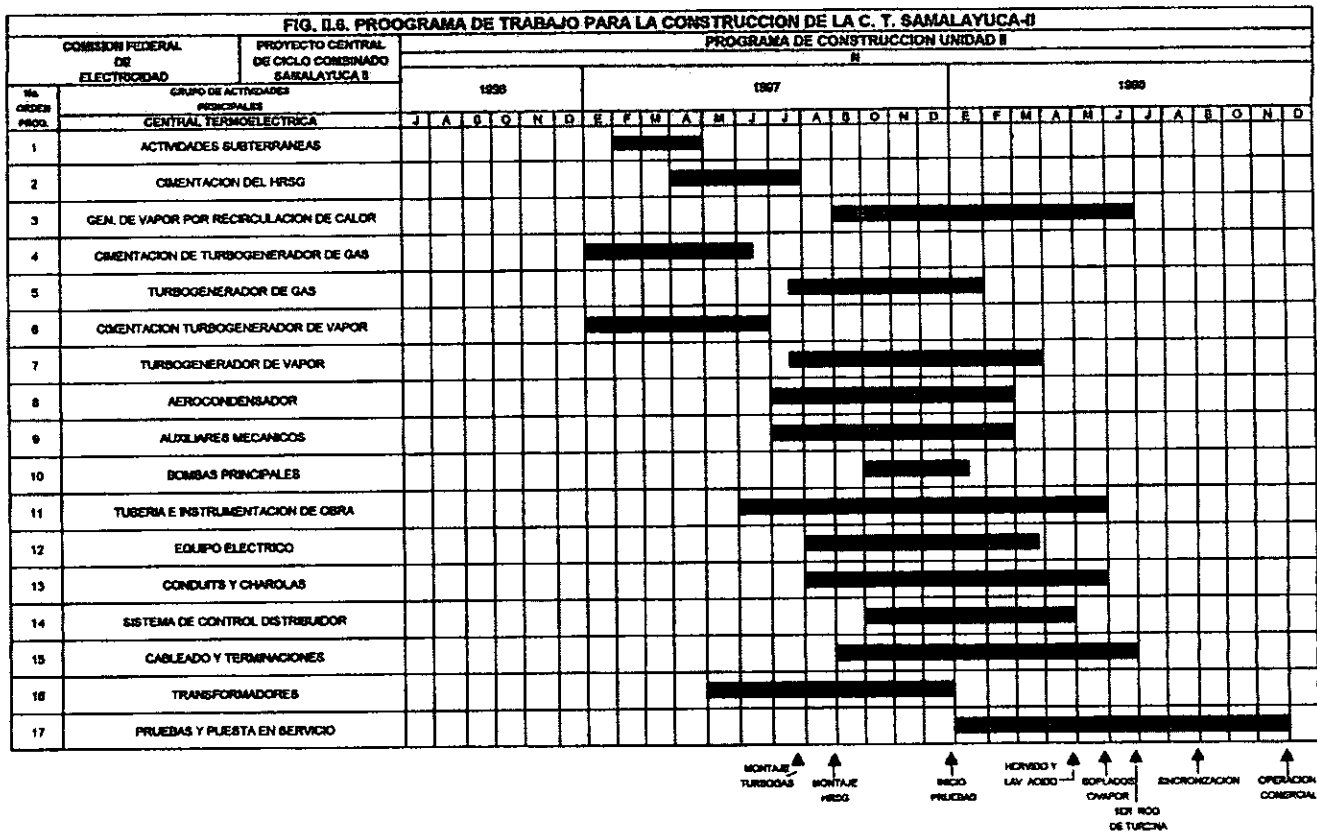 FIG. II.6. PROOGRAMA DE TRABAJO PARA LA CONSTRUCCION DE LA C. T. SAMALAYUCA-II
COMISION FEDERAL
DE
ELECTRICIDAD
PROYECTO CENTRAL
DE CICLO COMBINADO
SAMALAYUCA II
PROGRAMA DE CONSTRUCCION UNIDAD II
No.
ORDEN
PROG.
GRUPO DE ACTIVIDADES
PRINCIPALES
CENTRAL TERMOELECTRICA
1996 1997 1998
J A S O N D E F M A M J J A S O N D E F M A M J J A S O N D
1 ACTIVIDADES SUBTERRANEAS
2 CIMENTACION DEL HRSG
3 GEN. DE VAPOR POR RECIRCULACION DE CALOR
4 CIMENTACION DE TURBOGENERADOR DE GAS
5 TURBOGENERADOR DE GAS
6 CIMENTACION TURBOGENERADOR DE VAPOR
7 TURBOGENERADOR DE VAPOR
8 AEROCONDENSADOR
9 AUXILIARES MECANICOS
10 BOMBAS PRINCIPALES
11 TUBERIA E INSTRUMENTACION DE OBRA
12 EQUIPO ELECTRICO
13 CONDUITS Y CHAROLAS
14 SISTEMA DE CONTROL DISTRIBUIDOR
15 CABLEADO Y TERMINACIONES
16 TRANSFORMADORES
17 PRUEBAS Y PUESTA EN SERVICIO
MONTAJE
TURBOGAS
MONTAJE
HRSG
INICIO
PRUEBAS
HERVIDO Y
LAV ACIDO
SOPLADOS
C/VAPOR
1ER ROD
DE TURBINA
SINCRONIZACION
OPERACION
COMERCIAL